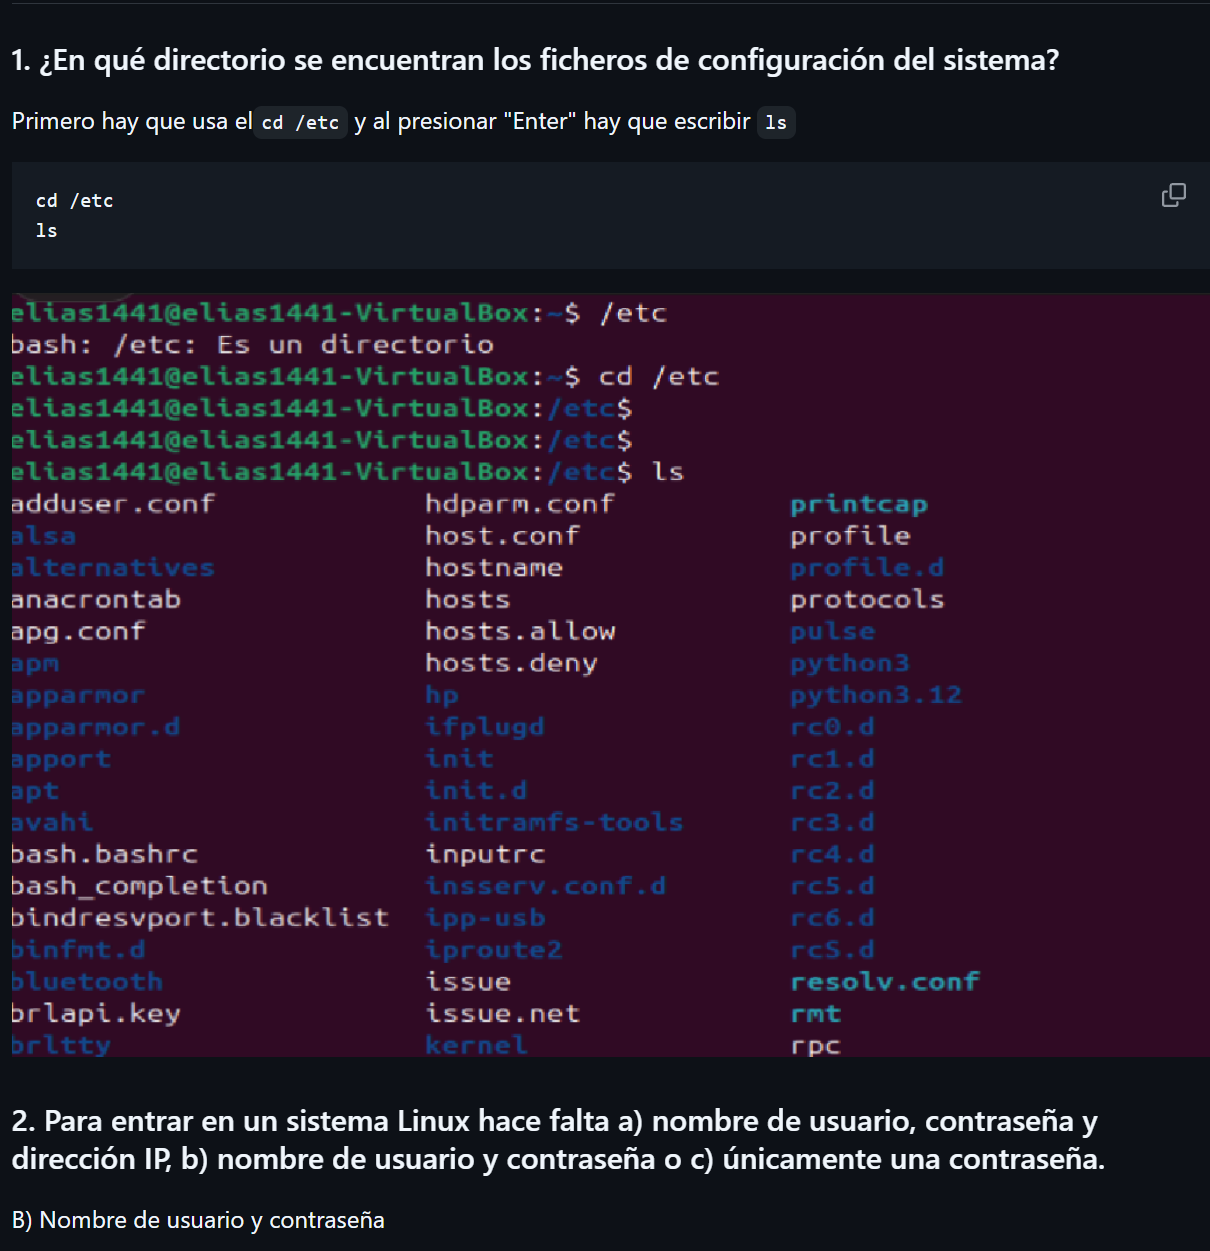 1. ¿En qué directorio se encuentran los ficheros de configuración del sistema?
Primero hay que usa el cd /etc y al presionar "Enter" hay que escribir ls
cd /etc
ls
elias1441@elias1441-VirtualBox:~$ /etc
bash: /etc: Es un directorio
elias1441@elias1441-VirtualBox:~$ cd /etc
elias1441@elias1441-VirtualBox:/etc$
elias1441@elias1441-VirtualBox:/etc$
elias1441@elias1441-VirtualBox:/etc$ ls
adduser.conf hdparm.conf printcap
alsa host.conf profile
alternatives hostname profile.d
anacrontab hosts protocols
apg.conf hosts.allow pulse
apm hosts.deny python3
apparmor hp python3.12
apparmor.d ifplugd rc0.d
apport init rc1.d
apt init.d rc2.d
avahi initramfs-tools rc3.d
bash.bashrc inputrc rc4.d
bash_completion insserv.conf.d rc5.d
bindresvport.blacklist ipp-usb rc6.d
binfmt.d iproute2 rcS.d
bluetooth issue resolv.conf
brlapi.key issue.net rmt
brltty kernel rpc
2. Para entrar en un sistema Linux hace falta a) nombre de usuario, contraseña y
dirección IP, b) nombre de usuario y contraseña o c) únicamente una contraseña.
B) Nombre de usuario y contraseña